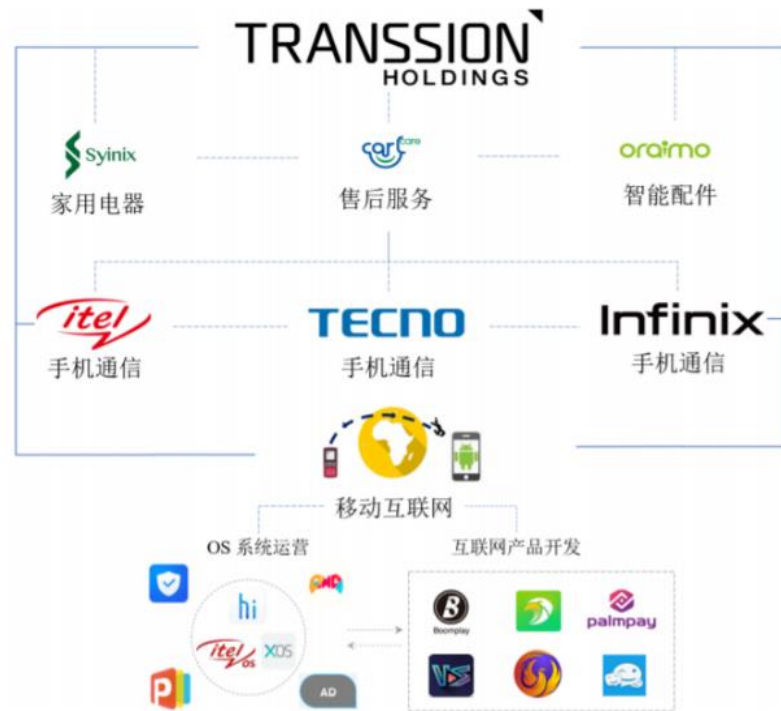 TRANSSION
HOLDINGS
Syinix
carlcare
oraimo
家用电器
售后服务
智能配件
itel
TECNO
Infinix
手机通信
手机通信
手机通信
移动互联网
OS 系统运营
互联网产品开发
hi
itel OS
XOS
P
AD
B
Boomplay
palmpay
VS